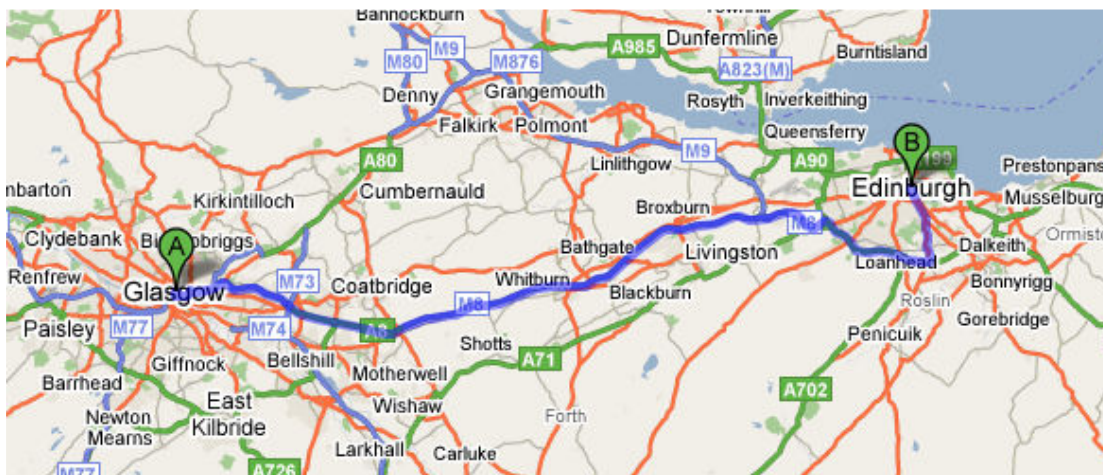 Bannockburn
M9
M80
M876
A985
Dunfermline
A823(M)
Burntisland
Denny
Grangemouth
Rosyth
Inverkeithing
Falkirk
Polmont
Queensferry
Linlithgow
M9
A90
B
A80
Cumbernauld
Edinburgh
Prestonpans
Musselburg
Kirkintilloch
Broxburn
M8
Clydebank
A
Bathgate
Livingston
Dalkeith
Ormiste
Renfrew
M73
Coatbridge
Whitburn
Loanhead
Bonnyrigg
Glasgow
M8
Blackburn
Roslin
Paisley
M77
M74
Gorebridge
Bellshill
Shotts
Penicuik
Giffnock
A71
Motherwell
Barrhead
East
Kilbride
Wishaw
Forth
A702
Newton
Mearns
Larkhall
Carluke
M77
A726